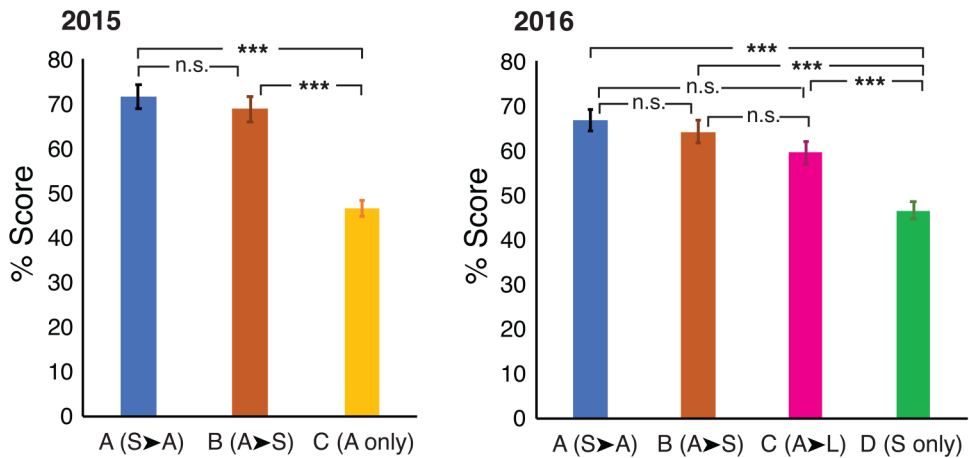 2015
% Score
80
70
60
50
40
30
20
10
0
***
n.s.
***
A (S➤A)
B (A➤S)
C (A only)
2016
% Score
80
70
60
50
40
30
20
10
0
***
***
n.s.
***
n.s.
n.s.
A (S➤A)
B (A➤S)
C (A➤L)
D (S only)